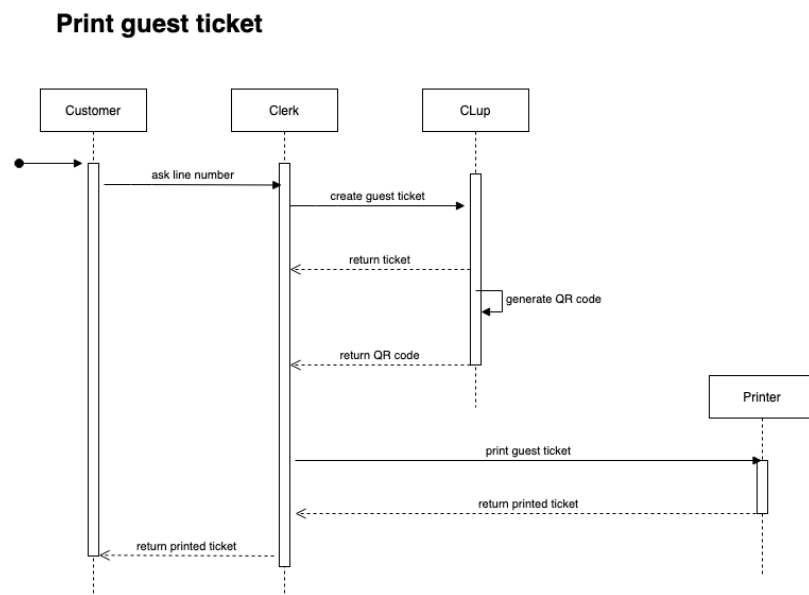 Print guest ticket
Customer
Clerk
CLup
ask line number
create guest ticket
return ticket
generate QR code
return QR code
Printer
print guest ticket
return printed ticket
return printed ticket